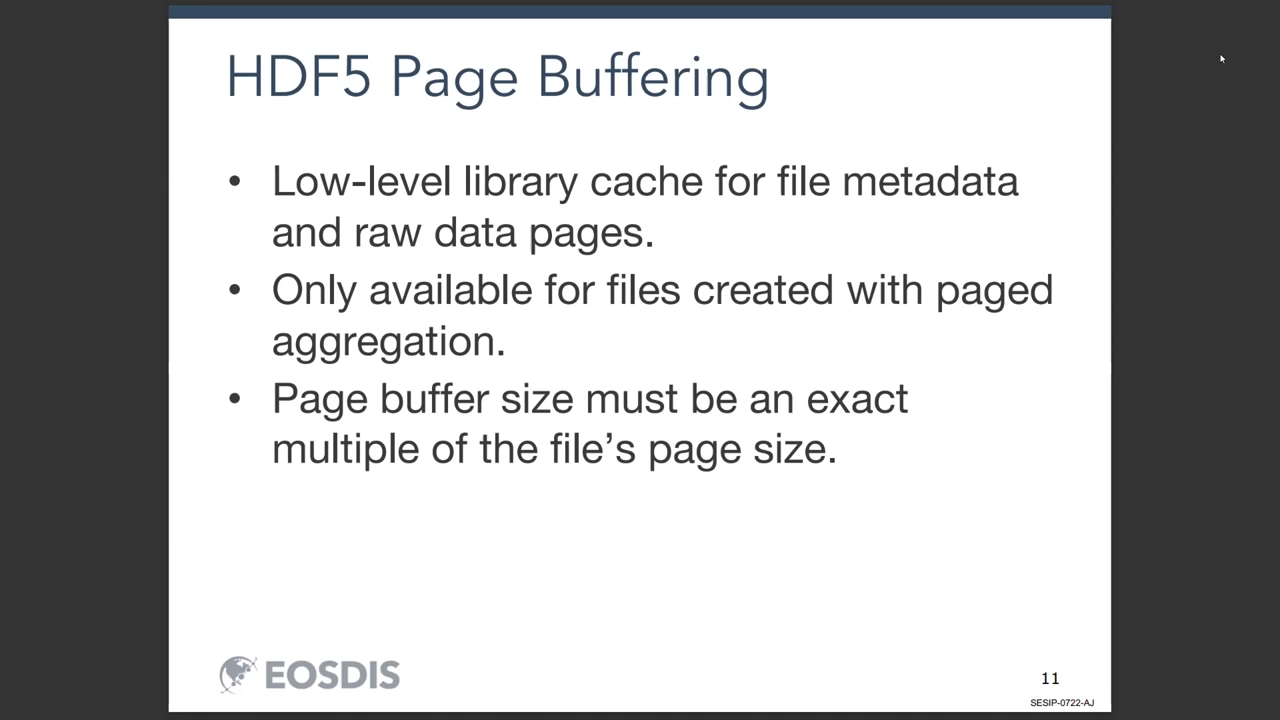 HDF5 Page Buffering
• Low-level library cache for file metadata
and raw data pages.
• Only available for files created with paged
aggregation.
• Page buffer size must be an exact
multiple of the file’s page size.
EOSDIS
11
SESIP-0722-AJ